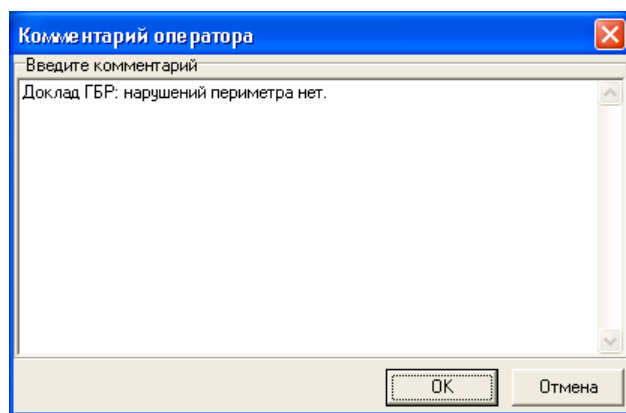 Комментарий оператора
Введите комментарий
Доклад ГБР: нарушений периметра нет.
OK
Отмена